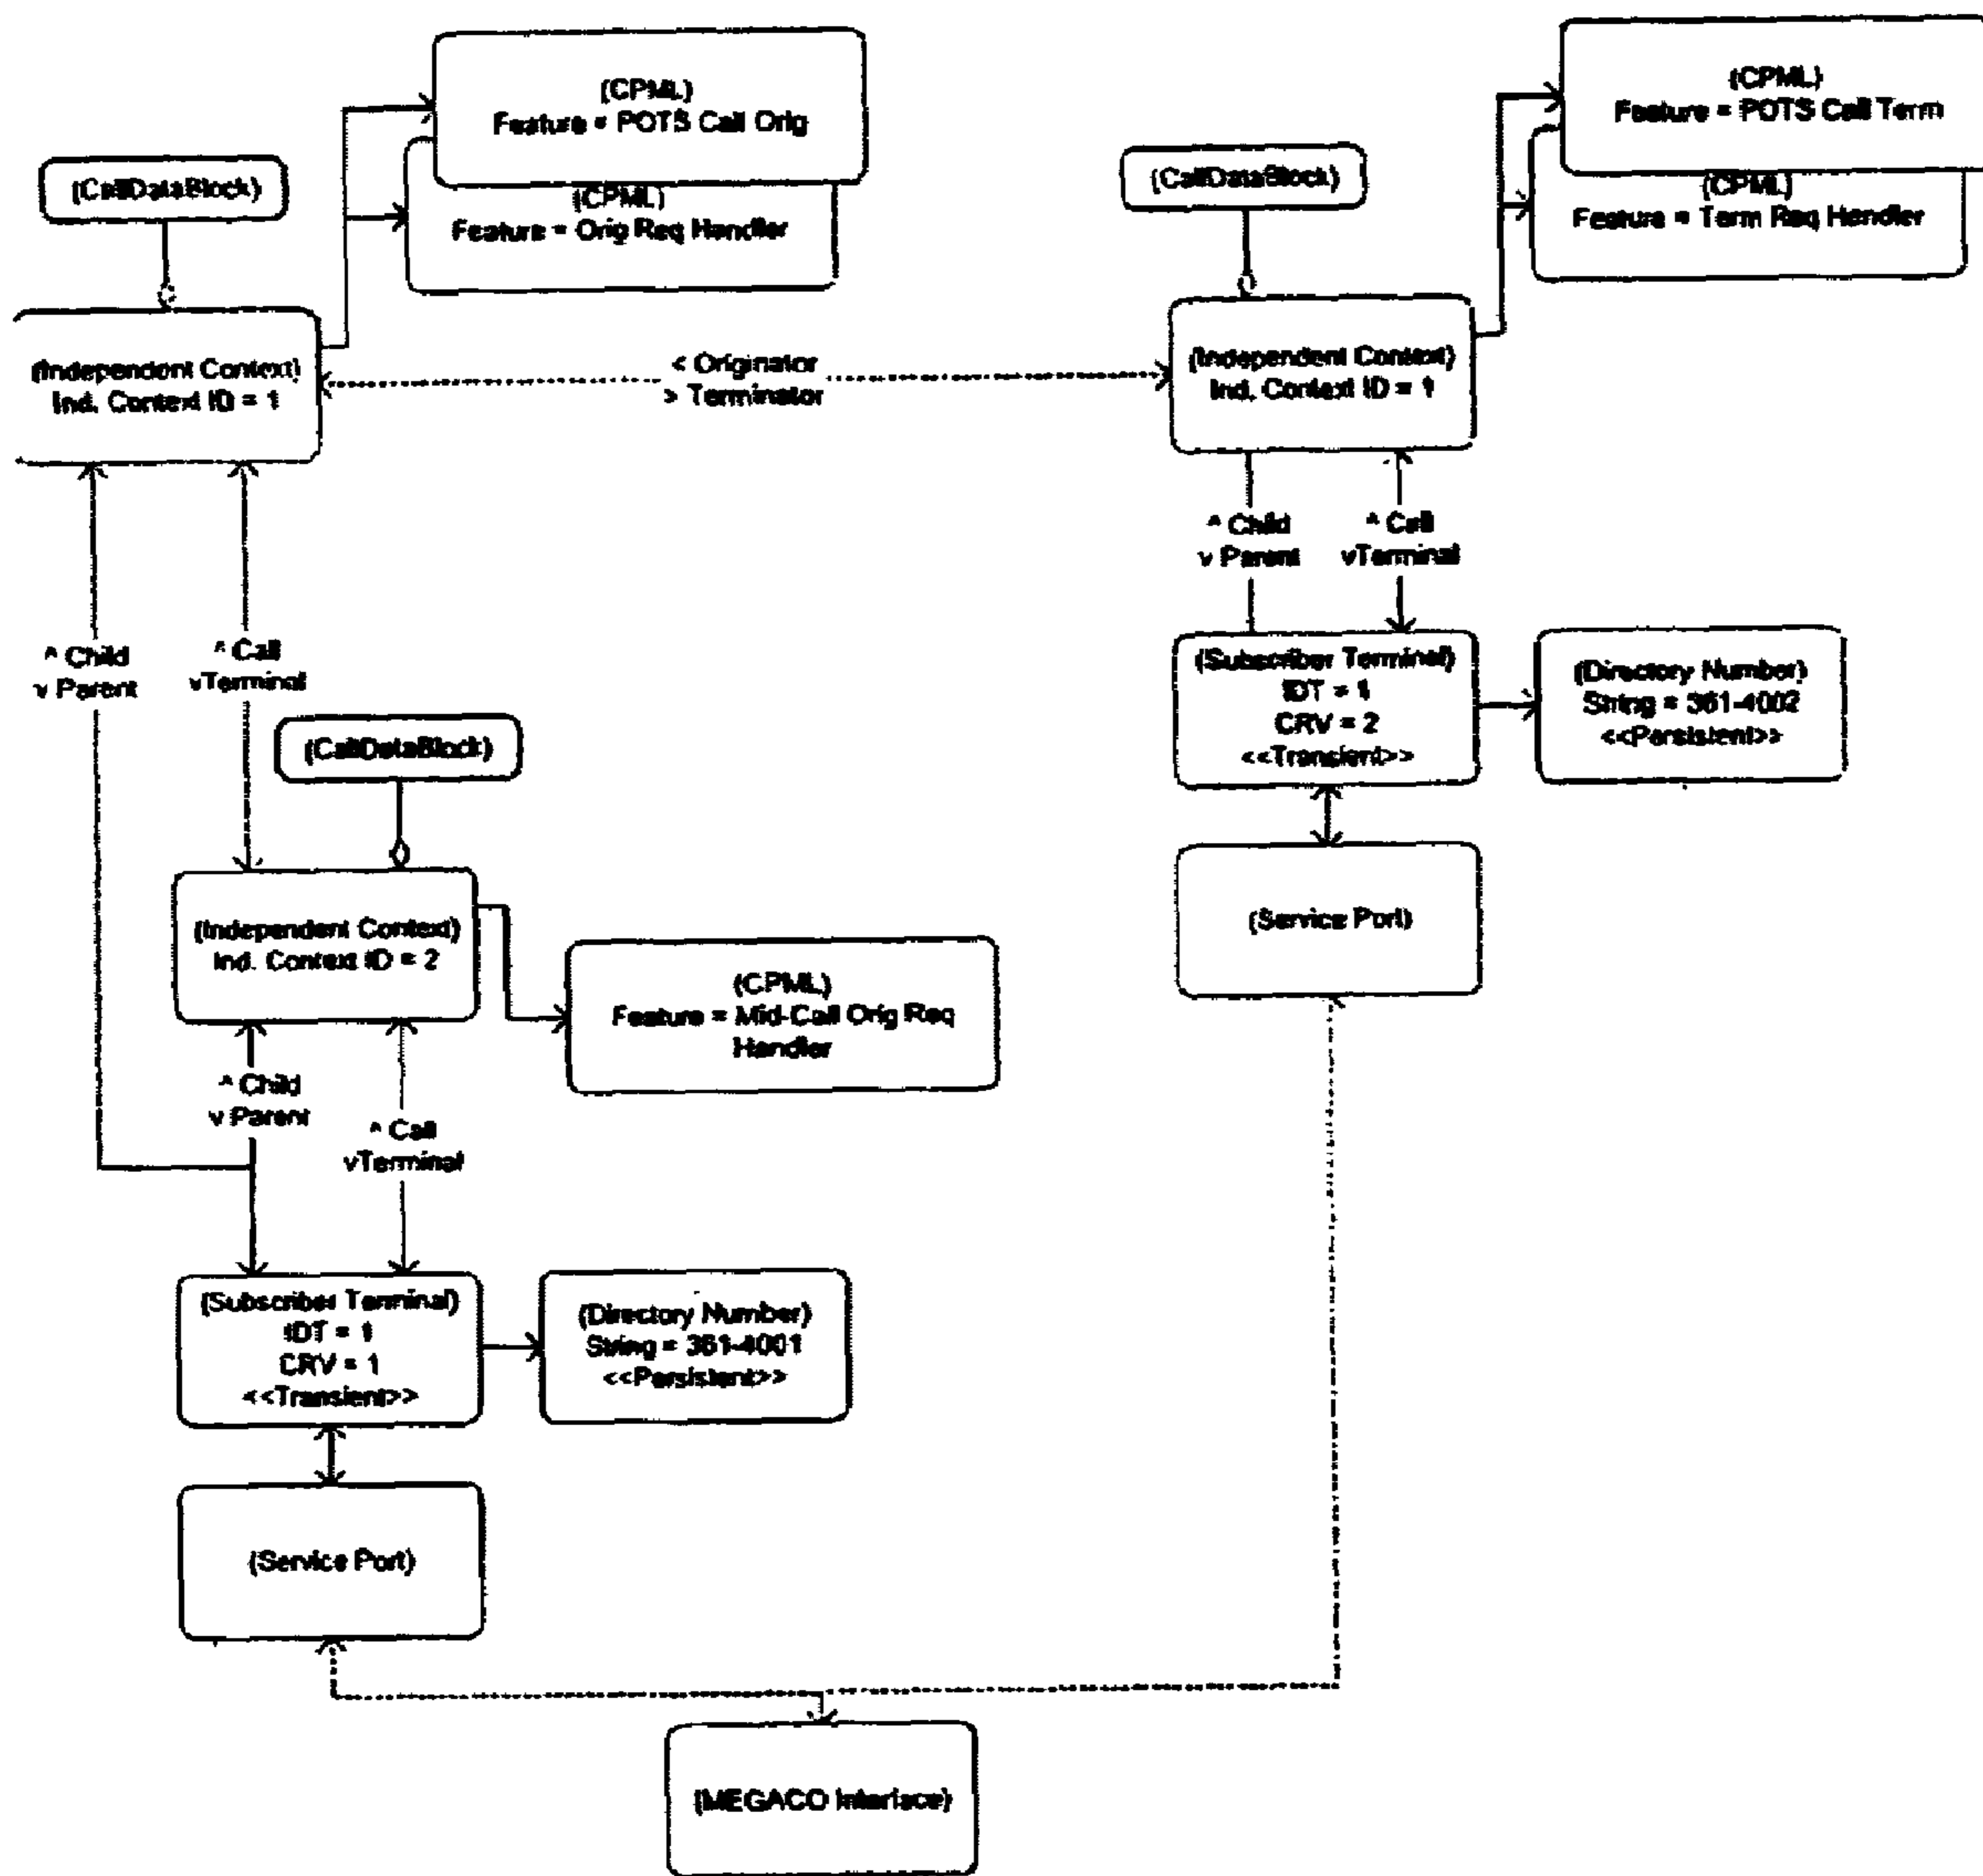 (CPML)
Feature = POTS Call Orig
(CPML)
Feature = Orig Req Handler
(CallDataBlock)
(Independent Context)
Ind. Context ID = 1
< Originator
> Terminator
(CPML)
Feature = POTS Call Term
(CPML)
Feature = Term Req Handler
(CallDataBlock)
(Independent Context)
Ind. Context ID = 1
^ Child
v Parent
^ Call
vTerminal
^ Child
v Parent
^ Call
vTerminal
(Subscriber Terminal)
IDT = 1
CRV = 2
<<Transient>>
(Directory Number)
String = 361-4002
<<Persistent>>
(CallDataBlock)
(Independent Context)
Ind. Context ID = 2
(Service Port)
(CPML)
Feature = Mid-Call Orig Req
Handler
^ Child
v Parent
^ Call
vTerminal
(Subscriber Terminal)
IDT = 1
CRV = 1
<<Transient>>
(Directory Number)
String = 361-4001
<<Persistent>>
(Service Port)
(MEGACO Interface)